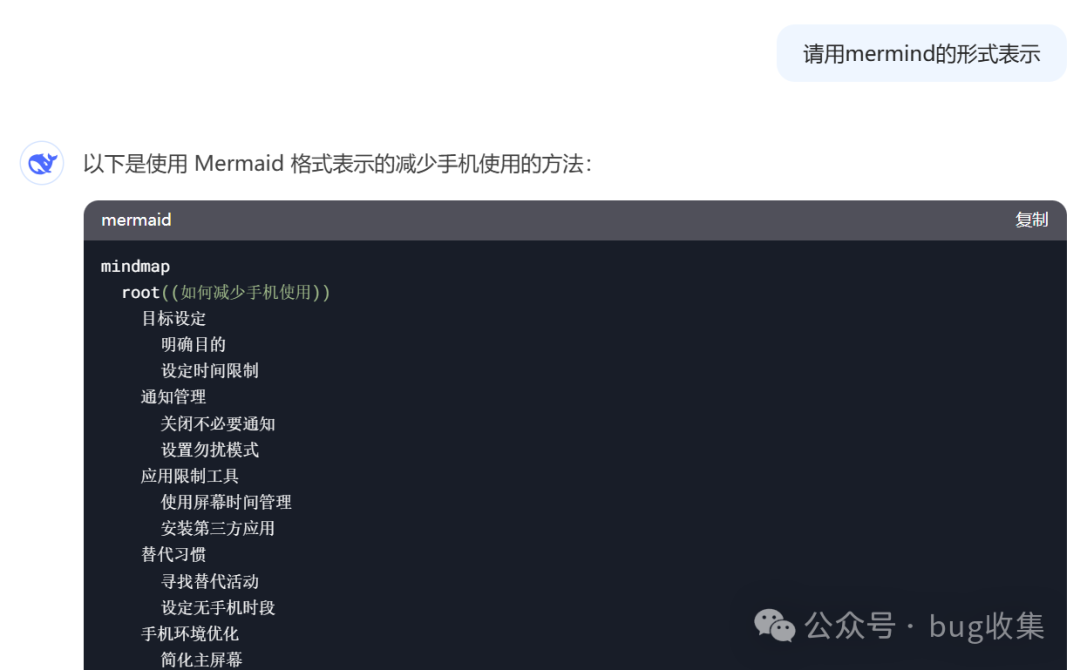 请用mermind的形式表示
以下是使用 Mermaid 格式表示的减少手机使用的方法：
mermaid
复制
mindmap
root((如何减少手机使用))
目标设定
明确目的
设定时间限制
通知管理
关闭不必要通知
设置勿扰模式
应用限制工具
使用屏幕时间管理
安装第三方应用
替代习惯
寻找替代活动
设定无手机时段
手机环境优化
简化主屏幕
公众号 · bug收集